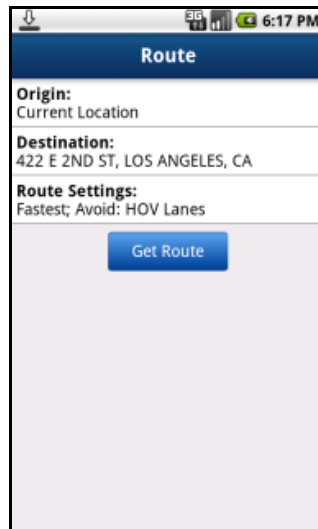 3G
6:17 PM
Route
Origin:
Current Location
Destination:
422 E 2ND ST, LOS ANGELES, CA
Route Settings:
Fastest; Avoid: HOV Lanes
Get Route